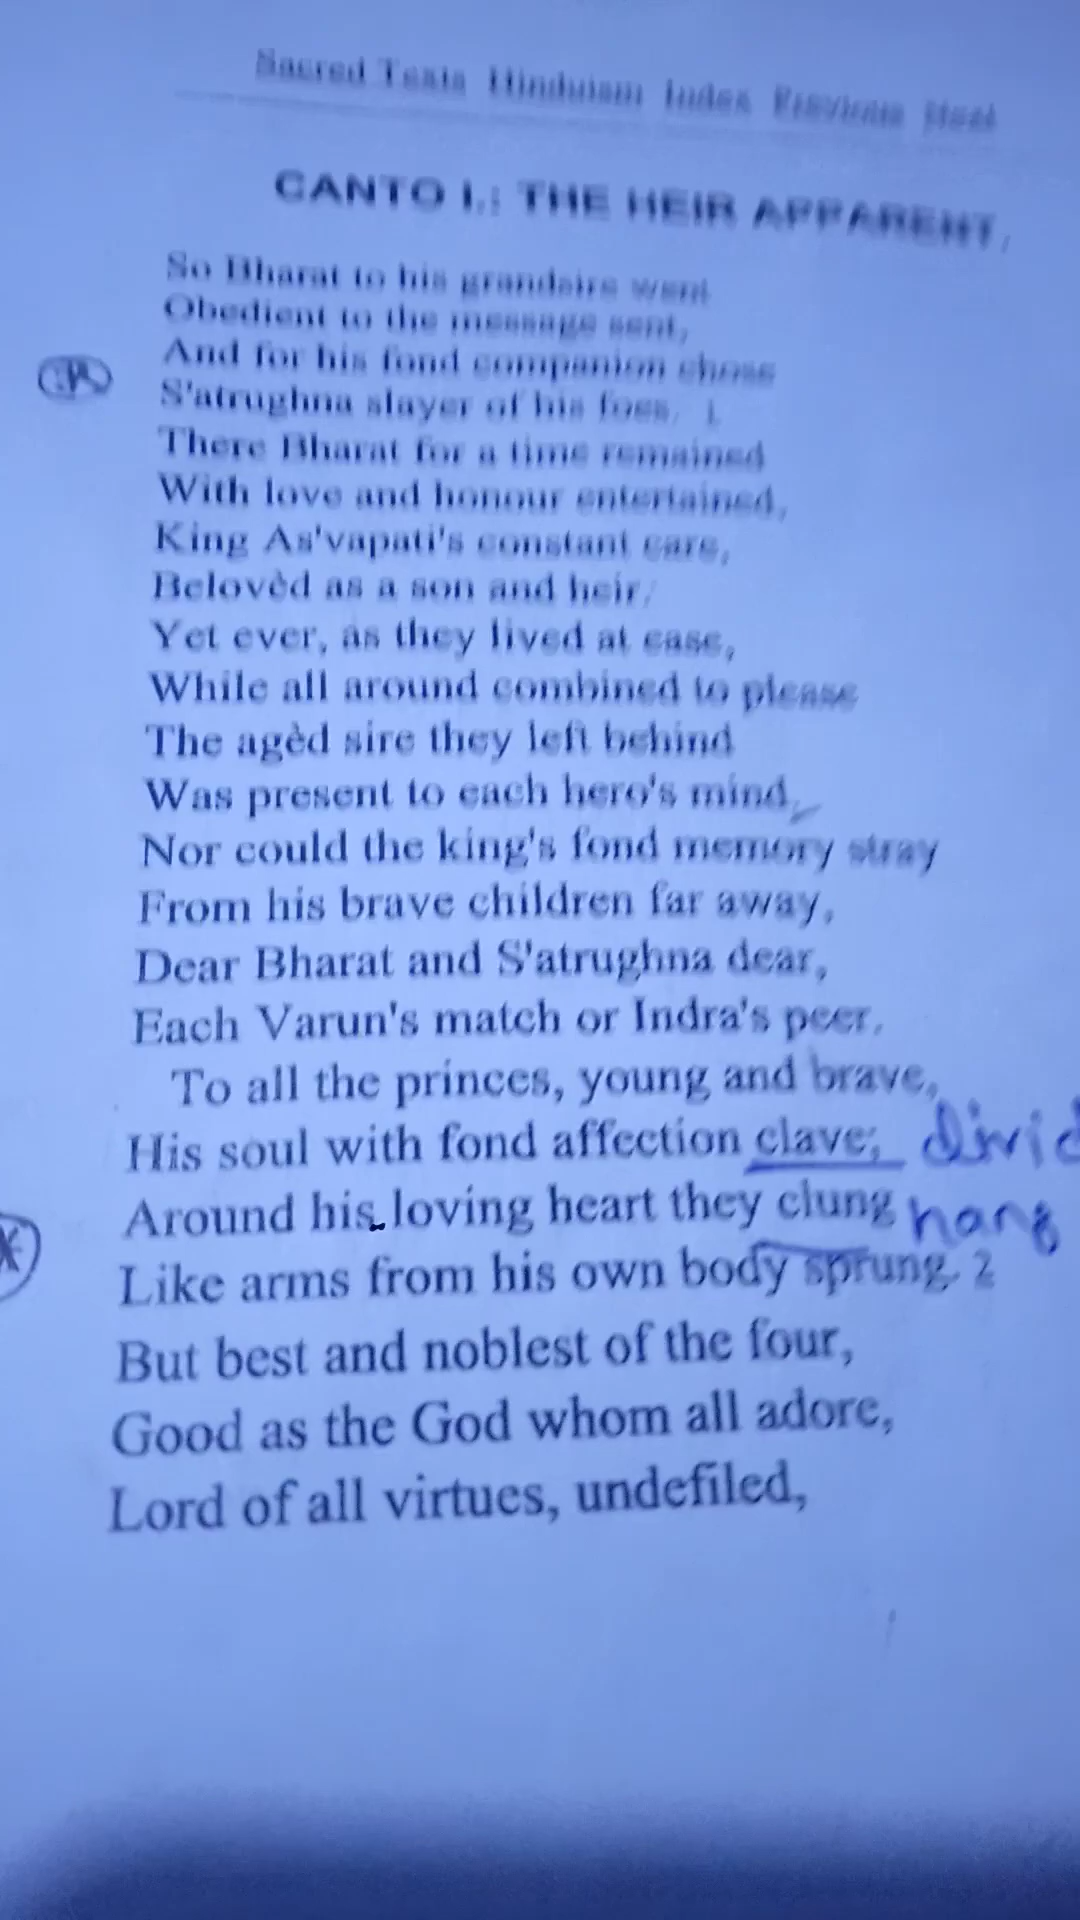 Sacred Texts Hinduism Index Previous Next
CANTO I.: THE HEIR APPARENT.
So Bharat to his grandsire went
Obedient to the message sent,
And for his fond companion chose
S'atrughna slayer of his foes. 1
There Bharat for a time remained
With love and honour entertained,
King As'vapati's constant care,
Belovèd as a son and heir.
Yet ever, as they lived at ease,
While all around combined to please
The agèd sire they left behind
Was present to each hero's mind.
Nor could the king's fond memory stray
From his brave children far away,
Dear Bharat and S'atrughna dear,
Each Varun's match or Indra's peer.
To all the princes, young and brave,
His soul with fond affection clave; divid
Around his loving heart they clung hang
Like arms from his own body sprung. 2
But best and noblest of the four,
Good as the God whom all adore,
Lord of all virtues, undefiled,